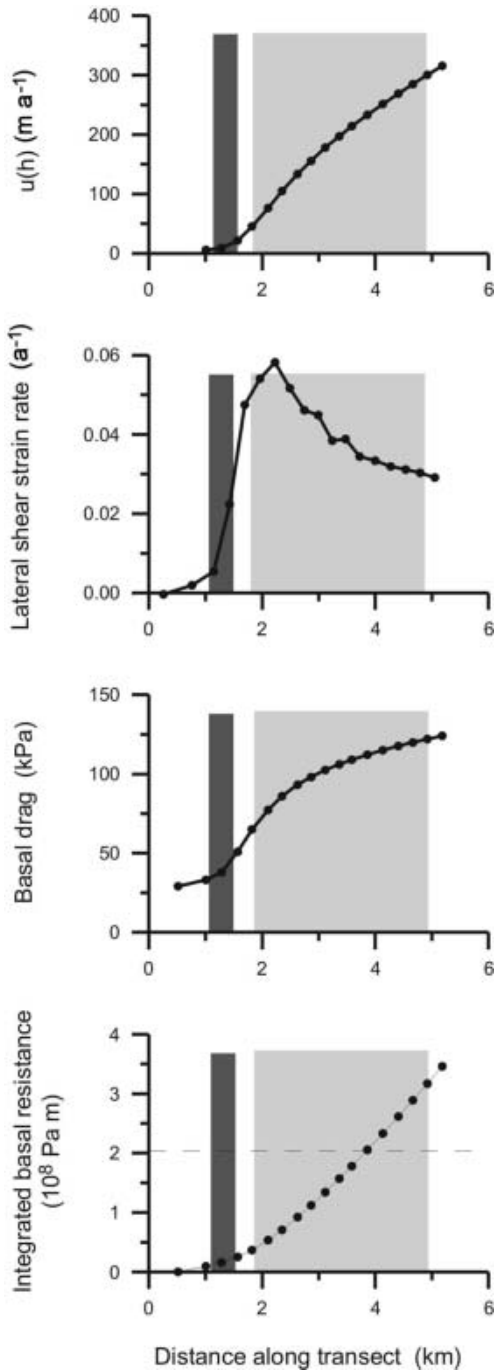 400
300
200
100
0
u(h) (m a⁻¹)
0 2 4 6
0.06
0.04
0.02
0.00
Lateral shear strain rate (a⁻¹)
0 2 4 6
150
100
50
0
Basal drag (kPa)
0 2 4 6
4
3
2
1
0
Integrated basal resistance
(10⁸ Pa m)
0 2 4 6
Distance along transect (km)